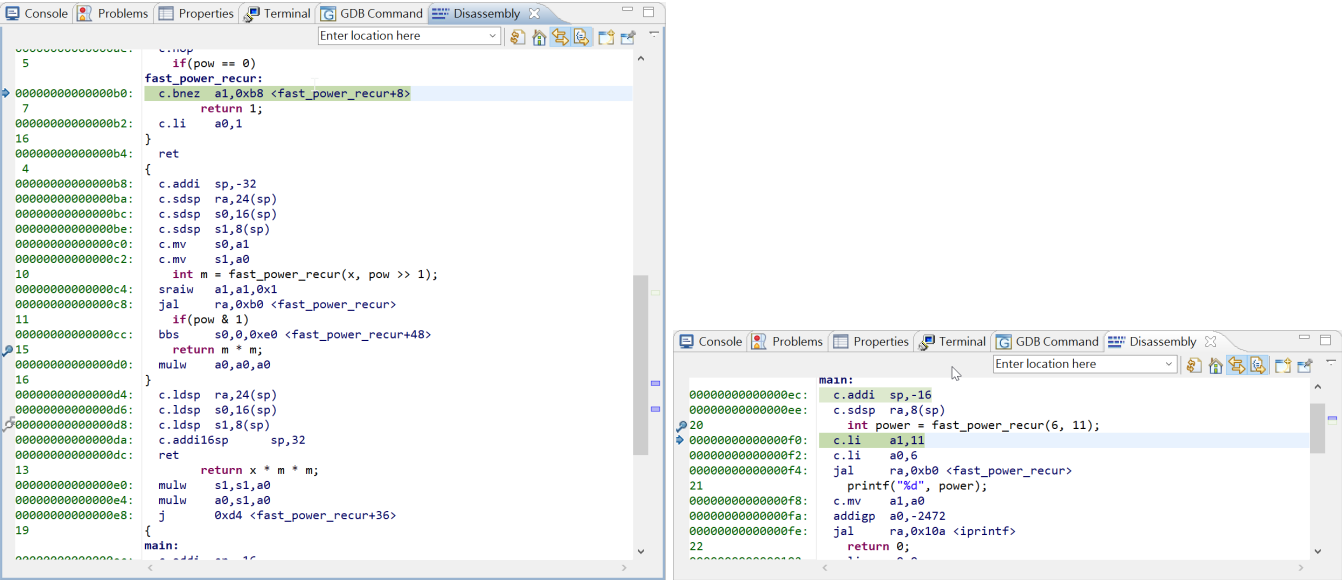 Console Problems Properties Terminal GDB Command Disassembly
Enter location here
5 if(pow == 0)
fast_power_recur:
00000000000000b0: c.bnez a1,0xb8 <fast_power_recur+8>
7 return 1;
00000000000000b2: c.li a0,1
16 }
00000000000000b4: ret
4 {
00000000000000b8: c.addi sp,-32
00000000000000ba: c.sdsp ra,24(sp)
00000000000000bc: c.sdsp s0,16(sp)
00000000000000be: c.sdsp s1,8(sp)
00000000000000c0: c.mv s0,a1
00000000000000c2: c.mv s1,a0
10 int m = fast_power_recur(x, pow >> 1);
00000000000000c4: sraiw a1,a1,0x1
00000000000000c8: jal ra,0xb0 <fast_power_recur>
11 if(pow & 1)
00000000000000cc: bbs s0,0,0xe0 <fast_power_recur+48>
15 return m * m;
00000000000000d0: mulw a0,a0,a0
16 }
00000000000000d4: c.ldsp ra,24(sp)
00000000000000d6: c.ldsp s0,16(sp)
00000000000000d8: c.ldsp s1,8(sp)
00000000000000da: c.addi16sp sp,32
00000000000000dc: ret
13 return x * m * m;
00000000000000e0: mulw s1,s1,a0
00000000000000e4: mulw a0,s1,a0
00000000000000e8: j 0xd4 <fast_power_recur+36>
19 {
main:
Console Problems Properties Terminal GDB Command Disassembly
Enter location here
main:
00000000000000ec: c.addi sp,-16
00000000000000ee: c.sdsp ra,8(sp)
20 int power = fast_power_recur(6, 11);
00000000000000f0: c.li a1,11
00000000000000f2: c.li a0,6
00000000000000f4: jal ra,0xb0 <fast_power_recur>
21 printf("%d", power);
00000000000000f8: c.mv a1,a0
00000000000000fa: addigp a0,-2472
00000000000000fe: jal ra,0x10a <iprintf>
22 return 0;